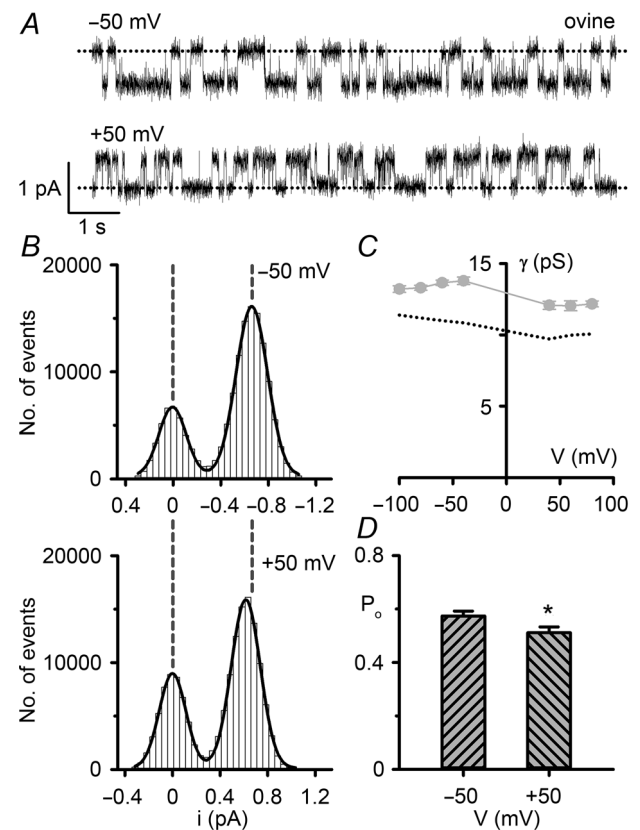 A
−50 mV
ovine
+50 mV
1 pA
1 s
B
20000
−50 mV
10000
0
No. of events
0.4 0 −0.4 −0.8 −1.2
20000
+50 mV
10000
0
No. of events
−0.4 0 0.4 0.8 1.2
i (pA)
C
15
γ (pS)
5
V (mV)
−100 −50 0 50 100
D
0.8
Po
*
0.4
0
−50 +50
V (mV)